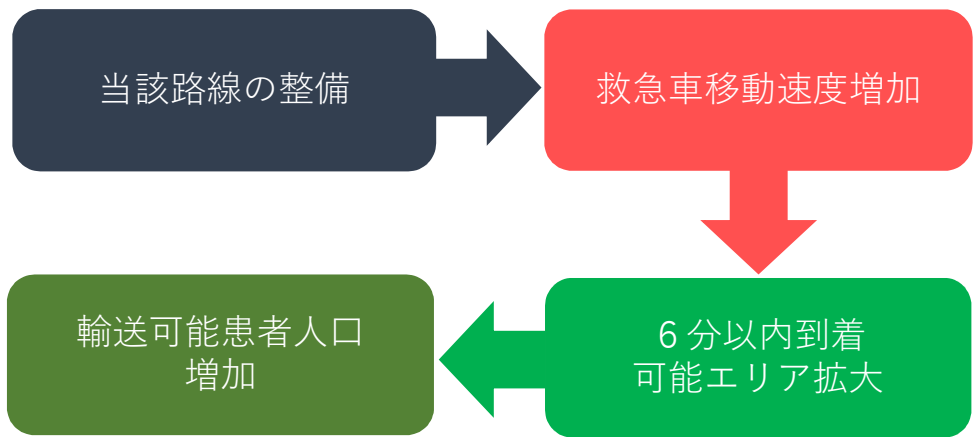 当該路線の整備
救急車移動速度増加
６分以内到着
可能エリア拡大
輸送可能患者人口
増加